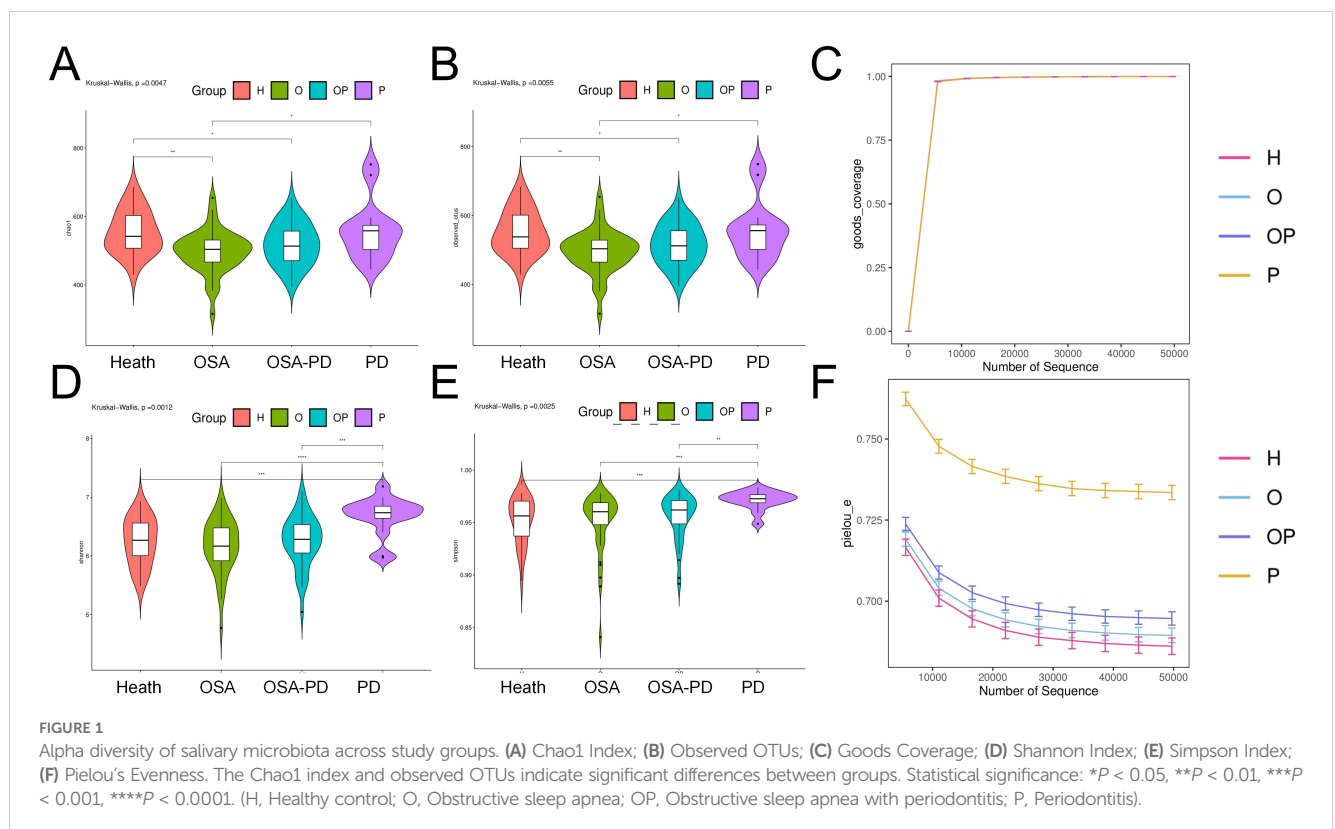 A
Kruskal−Wallis, p =0.0047
Group H O OP P
chao1
800
600
400
*
*
**
Heath OSA OSA-PD PD
B
Kruskal−Wallis, p =0.0055
Group H O OP P
observed_otus
800
600
400
*
*
**
Heath OSA OSA-PD PD
C
goods_coverage
1.00
0.75
0.50
0.25
0.00
0 10000 20000 30000 40000 50000
Number of Sequence
H
O
OP
P
D
Kruskal−Wallis, p =0.0012
Group H O OP P
shannon
8
7
6
5
***
****
***
Heath OSA OSA-PD PD
E
Kruskal−Wallis, p =0.0025
Group H O OP P
simpson
1.00
0.95
0.90
0.85
**
***
***
Heath OSA OSA-PD PD
F
pielou_e
0.750
0.725
0.700
10000 20000 30000 40000 50000
Number of Sequence
H
O
OP
P
FIGURE 1
Alpha diversity of salivary microbiota across study groups. (A) Chao1 Index; (B) Observed OTUs; (C) Goods Coverage; (D) Shannon Index; (E) Simpson Index;
(F) Pielou's Evenness. The Chao1 index and observed OTUs indicate significant differences between groups. Statistical significance: *P < 0.05, **P < 0.01, ***P
< 0.001, ****P < 0.0001. (H, Healthy control; O, Obstructive sleep apnea; OP, Obstructive sleep apnea with periodontitis; P, Periodontitis).